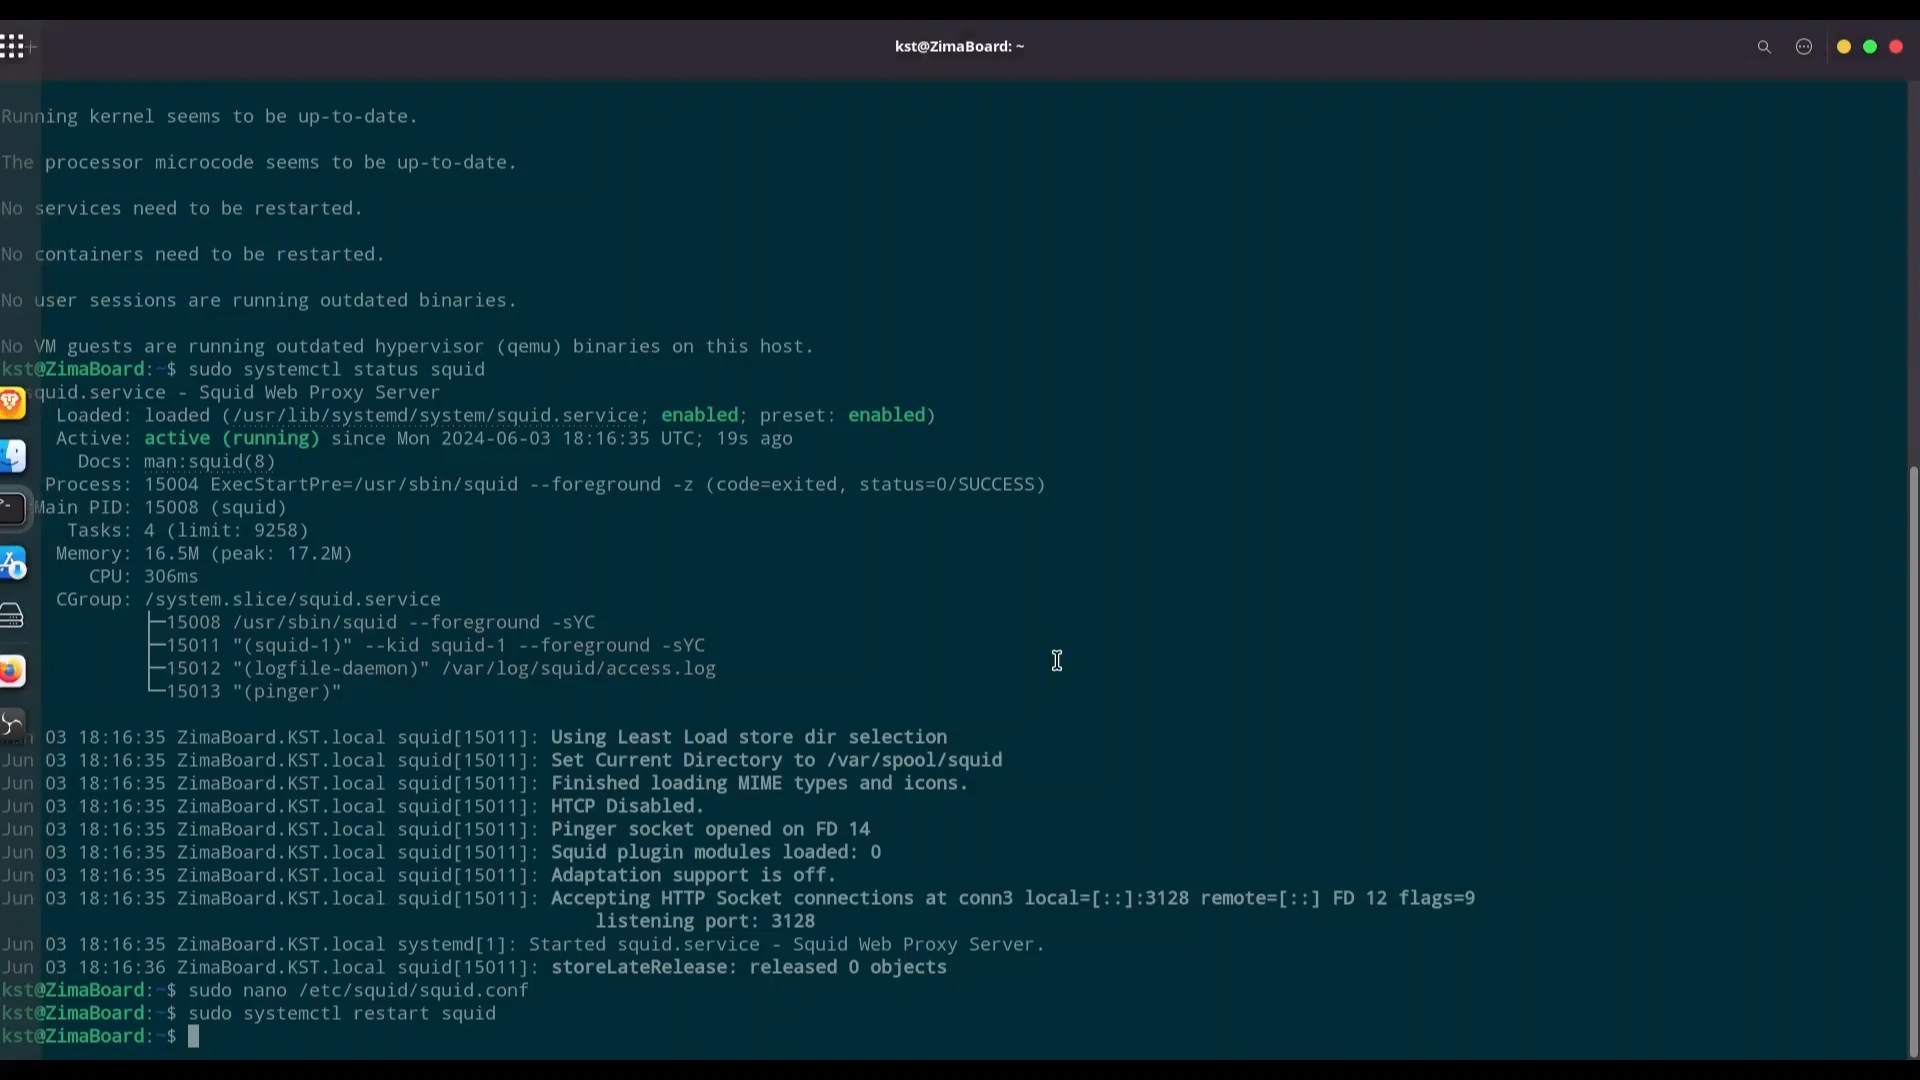 kst@ZimaBoard: ~
Running kernel seems to be up-to-date.
The processor microcode seems to be up-to-date.
No services need to be restarted.
No containers need to be restarted.
No user sessions are running outdated binaries.
No VM guests are running outdated hypervisor (qemu) binaries on this host.
kst@ZimaBoard:~$ sudo systemctl status squid
squid.service - Squid Web Proxy Server
Loaded: loaded (/usr/lib/systemd/system/squid.service; enabled; preset: enabled)
Active: active (running) since Mon 2024-06-03 18:16:35 UTC; 19s ago
Docs: man:squid(8)
Process: 15004 ExecStartPre=/usr/sbin/squid --foreground -z (code=exited, status=0/SUCCESS)
Main PID: 15008 (squid)
Tasks: 4 (limit: 9258)
Memory: 16.5M (peak: 17.2M)
CPU: 306ms
CGroup: /system.slice/squid.service
├─15008 /usr/sbin/squid --foreground -sYC
├─15011 "(squid-1)" --kid squid-1 --foreground -sYC
├─15012 "(logfile-daemon)" /var/log/squid/access.log
└─15013 "(pinger)"
Jun 03 18:16:35 ZimaBoard.KST.local squid[15011]: Using Least Load store dir selection
Jun 03 18:16:35 ZimaBoard.KST.local squid[15011]: Set Current Directory to /var/spool/squid
Jun 03 18:16:35 ZimaBoard.KST.local squid[15011]: Finished loading MIME types and icons.
Jun 03 18:16:35 ZimaBoard.KST.local squid[15011]: HTCP Disabled.
Jun 03 18:16:35 ZimaBoard.KST.local squid[15011]: Pinger socket opened on FD 14
Jun 03 18:16:35 ZimaBoard.KST.local squid[15011]: Squid plugin modules loaded: 0
Jun 03 18:16:35 ZimaBoard.KST.local squid[15011]: Adaptation support is off.
Jun 03 18:16:35 ZimaBoard.KST.local squid[15011]: Accepting HTTP Socket connections at conn3 local=[::]:3128 remote=[::] FD 12 flags=9
listening port: 3128
Jun 03 18:16:35 ZimaBoard.KST.local systemd[1]: Started squid.service - Squid Web Proxy Server.
Jun 03 18:16:36 ZimaBoard.KST.local squid[15011]: storeLateRelease: released 0 objects
kst@ZimaBoard:~$ sudo nano /etc/squid/squid.conf
kst@ZimaBoard:~$ sudo systemctl restart squid
kst@ZimaBoard:~$